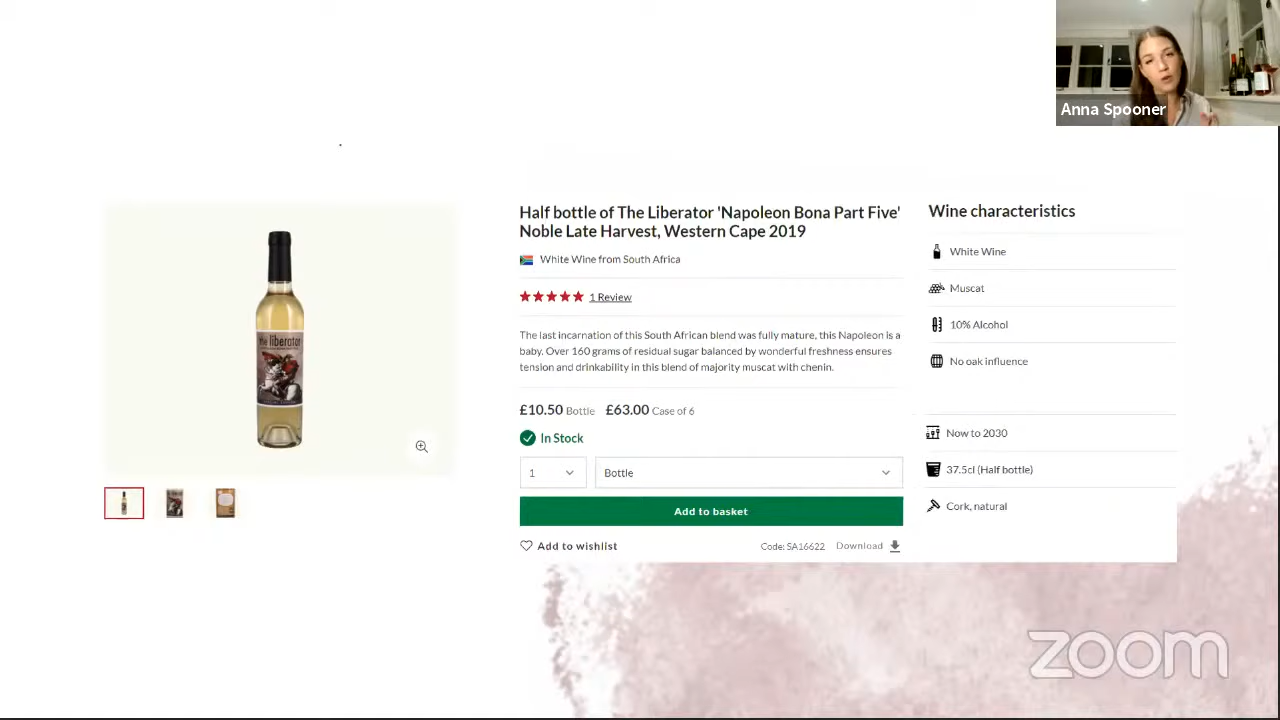 Anna Spooner
the liberator
Half bottle of The Liberator 'Napoleon Bona Part Five'
Noble Late Harvest, Western Cape 2019
White Wine from South Africa
1 Review
The last incarnation of this South African blend was fully mature, this Napoleon is a
baby. Over 160 grams of residual sugar balanced by wonderful freshness ensures
tension and drinkability in this blend of majority muscat with chenin.
£10.50 Bottle £63.00 Case of 6
In Stock
1 Bottle
Add to basket
Add to wishlist Code: SA16622 Download
Wine characteristics
White Wine
Muscat
10% Alcohol
No oak influence
Now to 2030
37.5cl (Half bottle)
Cork, natural
zoom